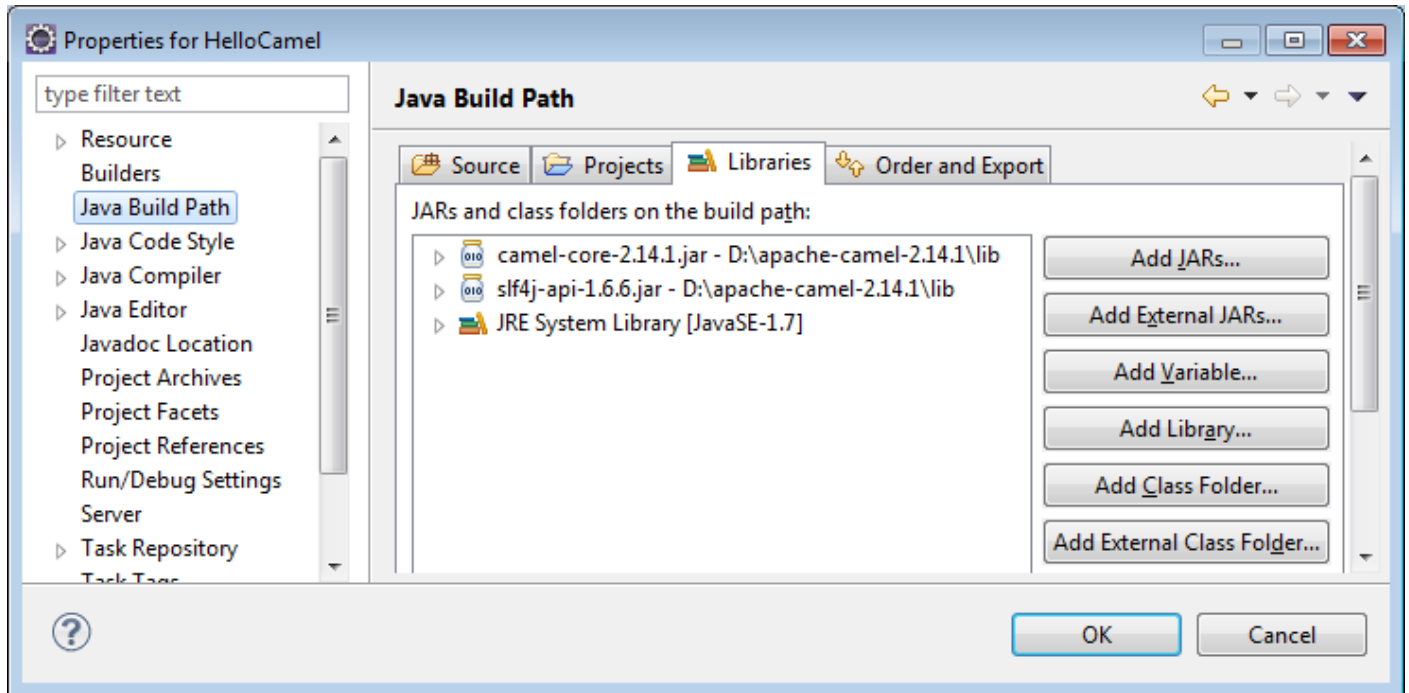 Properties for HelloCamel
type filter text
Resource
Builders
Java Build Path
Java Code Style
Java Compiler
Java Editor
Javadoc Location
Project Archives
Project Facets
Project References
Run/Debug Settings
Server
Task Repository
Task Tags
Java Build Path
Source
Projects
Libraries
Order and Export
JARs and class folders on the build path:
camel-core-2.14.1.jar - D:\apache-camel-2.14.1\lib
slf4j-api-1.6.6.jar - D:\apache-camel-2.14.1\lib
JRE System Library [JavaSE-1.7]
Add JARs...
Add External JARs...
Add Variable...
Add Library...
Add Class Folder...
Add External Class Folder...
OK
Cancel